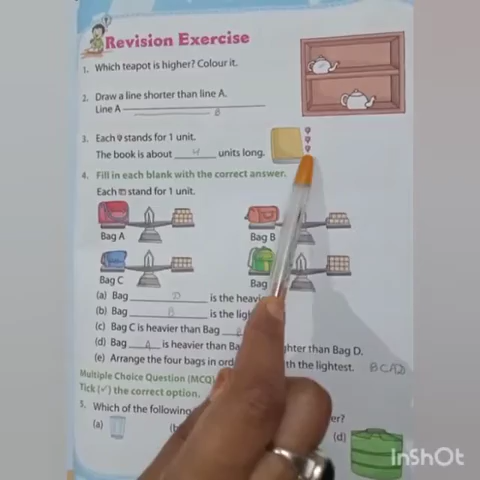 Revision Exercise
1. Which teapot is higher? Colour it.
2. Draw a line shorter than line A.
Line A
B
3. Each stands for 1 unit.
The book is about 4 units long.
4. Fill in each blank with the correct answer.
Each stand for 1 unit.
Bag A
Bag B
Bag C
Bag
(a) Bag D is the heavi
(b) Bag B is the lig
(c) Bag C is heavier than Bag B
(d) Bag A is heavier than Ba ghter than Bag D.
(e) Arrange the four bags in ord th the lightest. BCAD
Multiple Choice Question (MCQ
Tick (✓) the correct option.
5. Which of the following er?
(a)
(b
(d)
InShOt